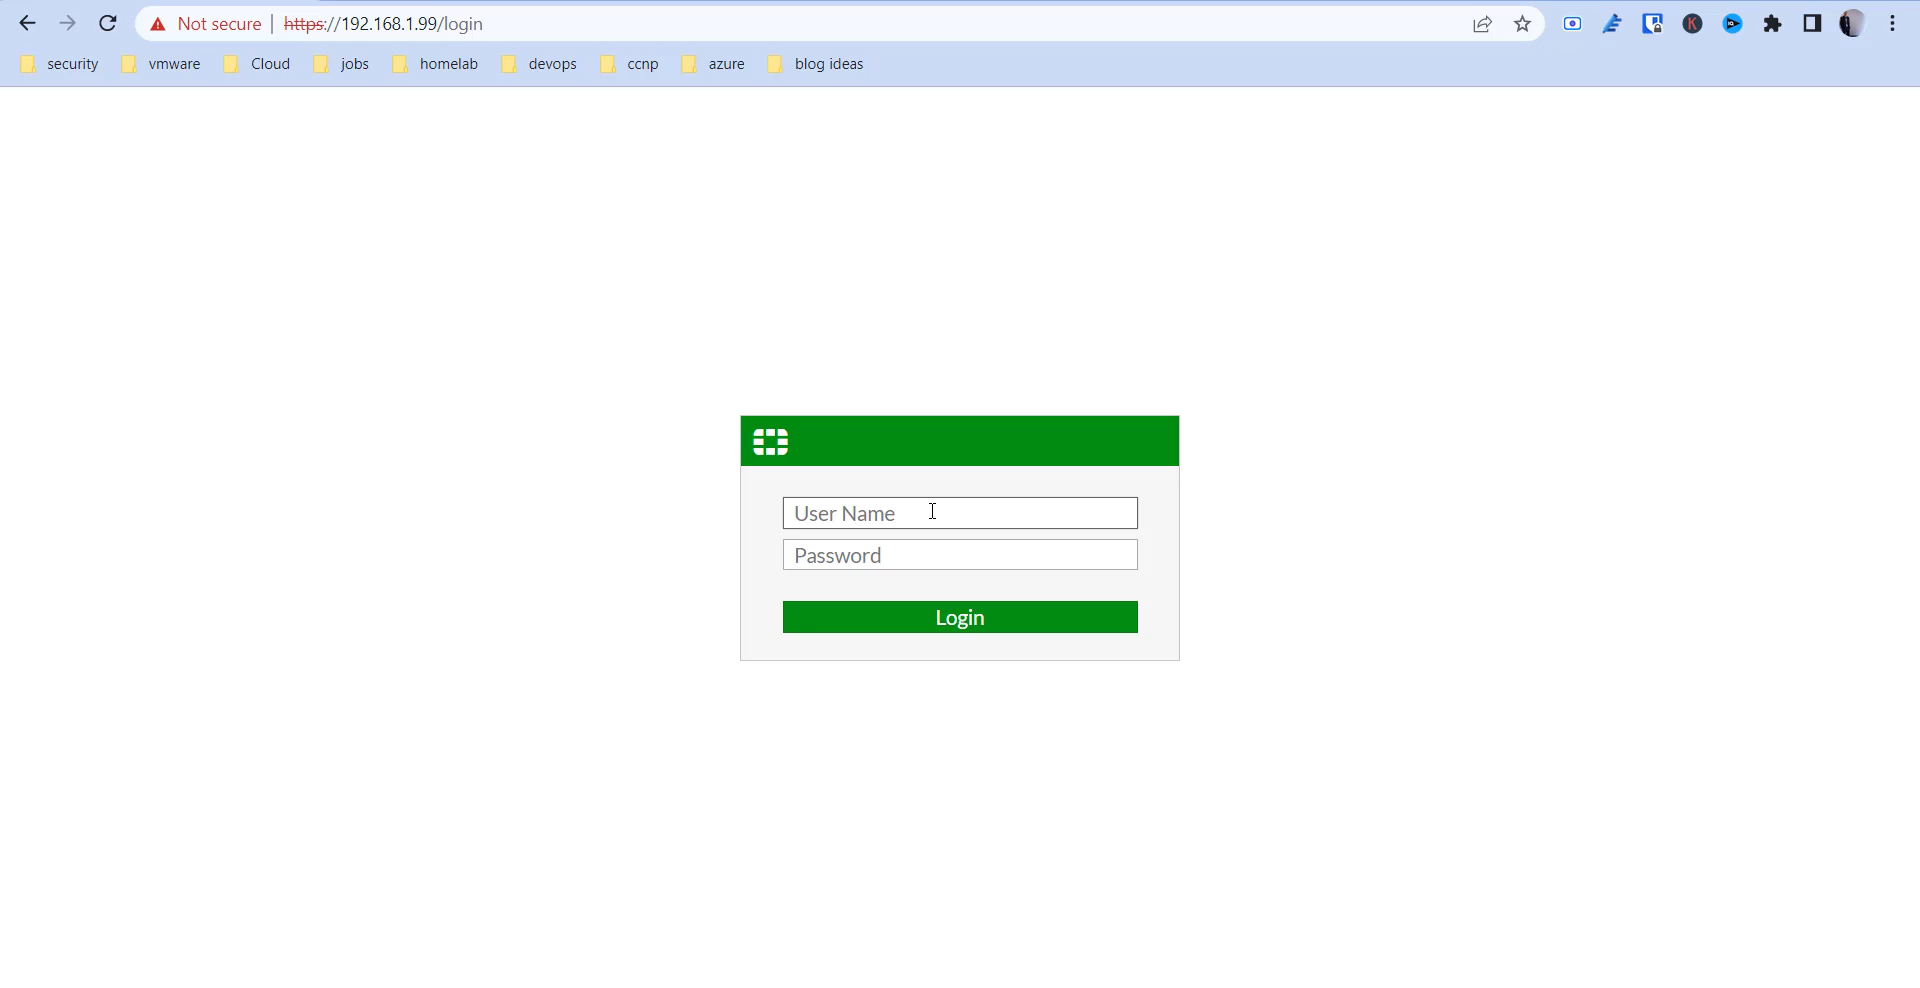 Not secure | https://192.168.1.99/login
security vmware Cloud jobs homelab devops ccnp azure blog ideas
User Name
Password
Login